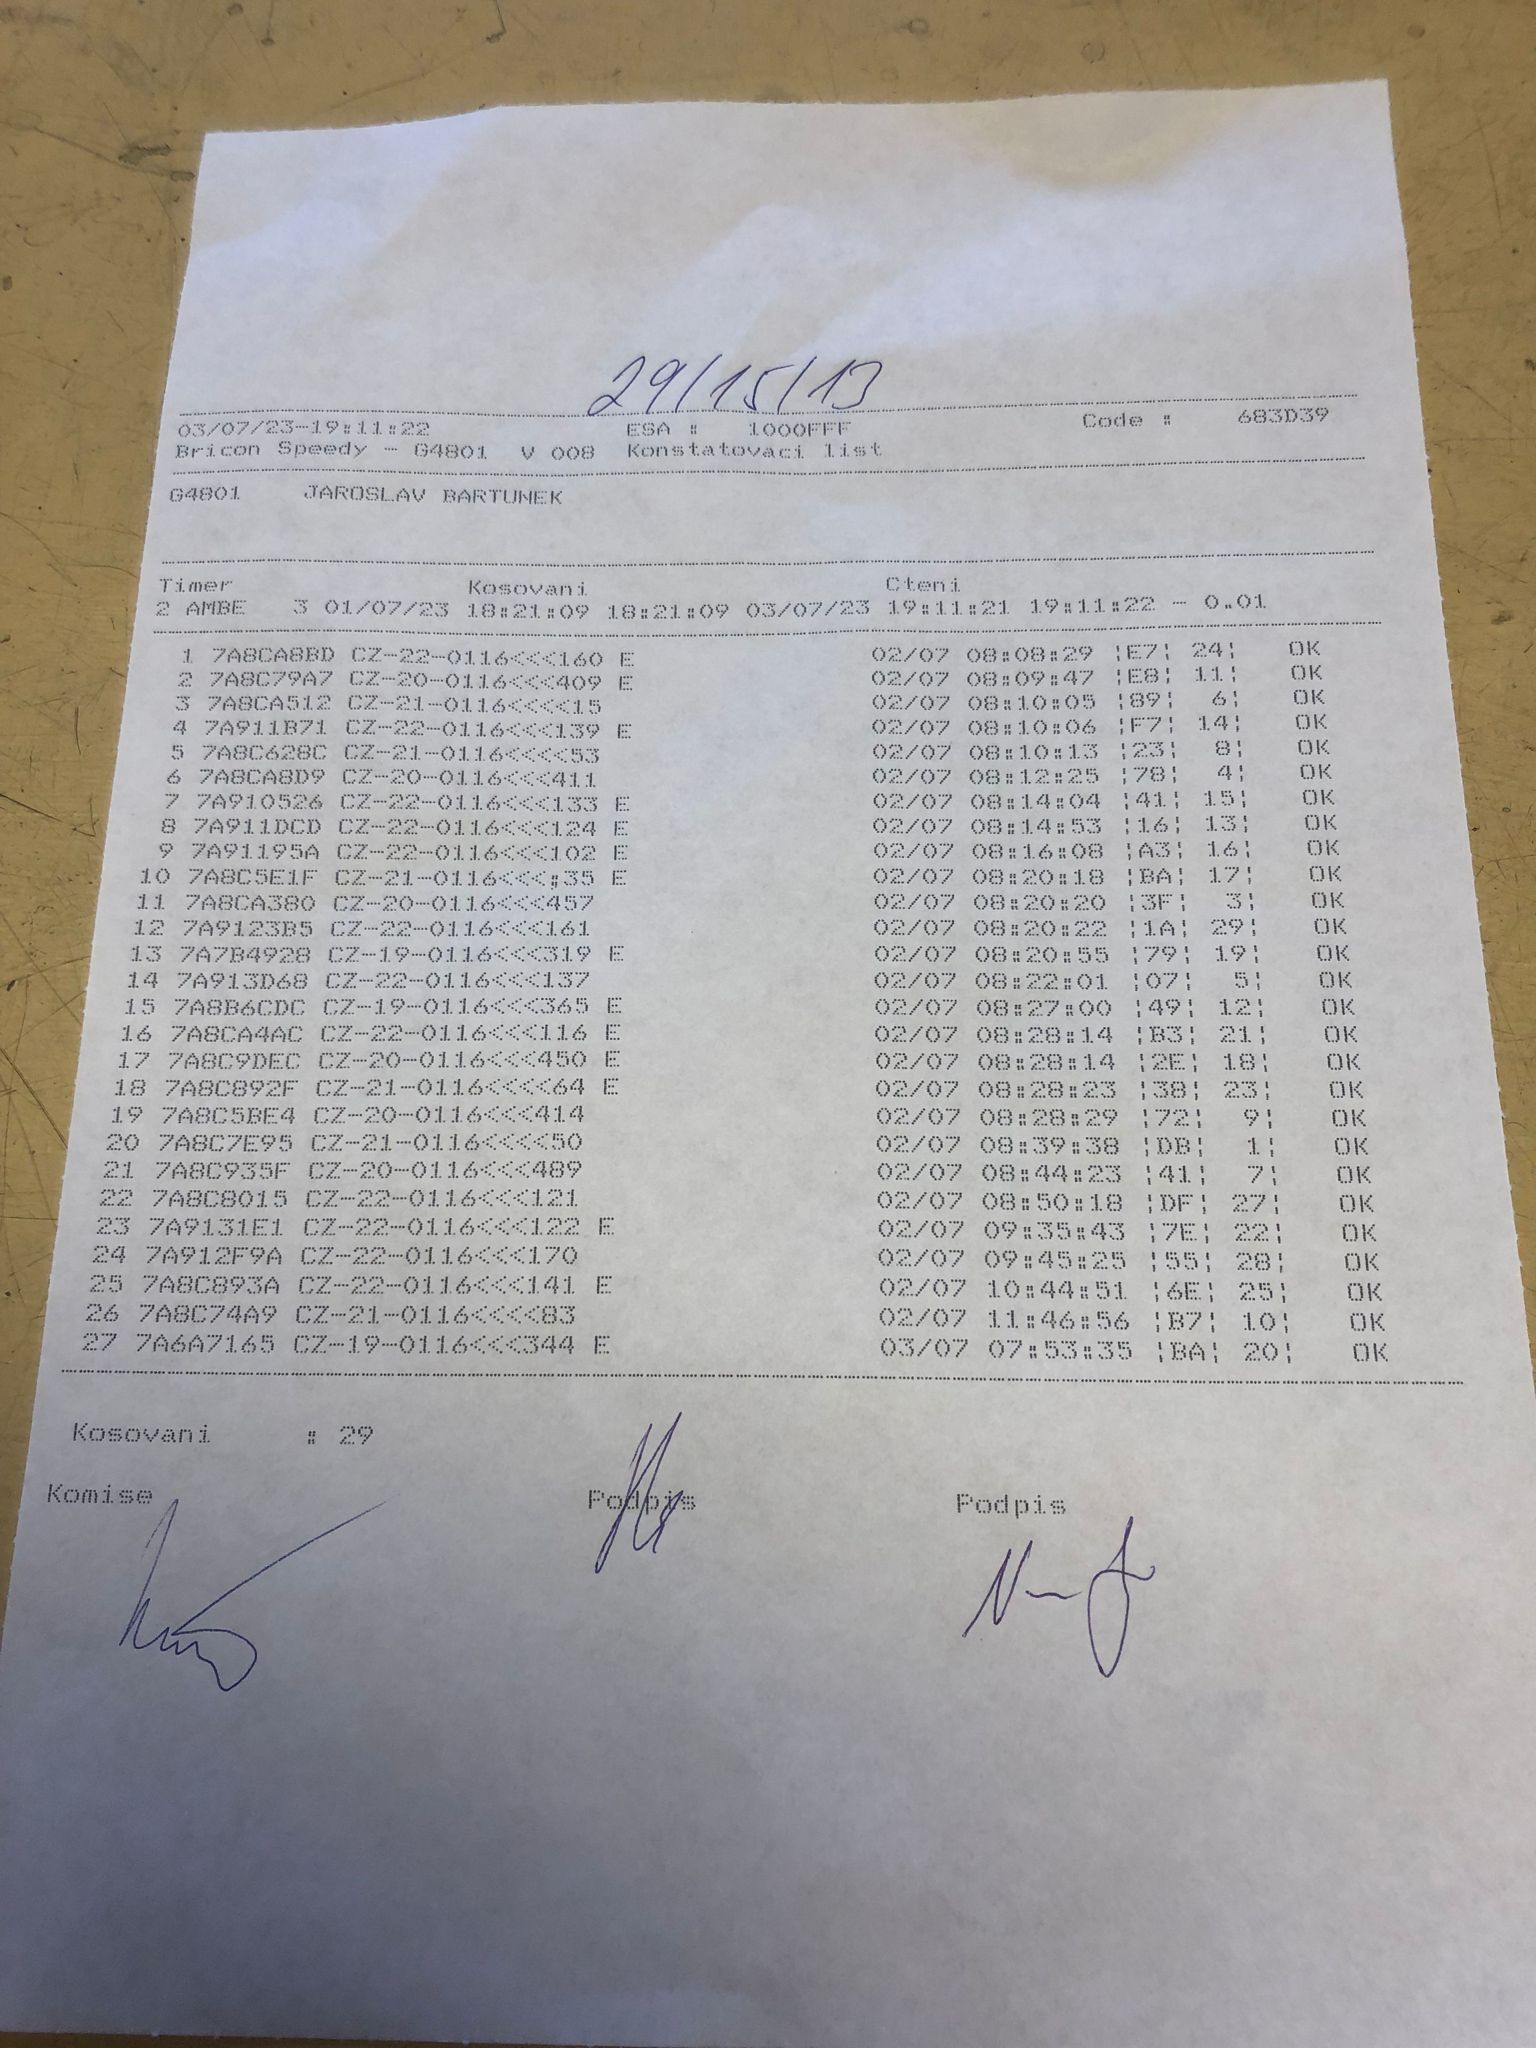 29/15/13
03/07/23-19:11:22 ESA : 1000FFF Code : 683D39
Bricon Speedy - G4801 V 008 Konstatovaci list
G4801 JAROSLAV BARTUNEK
Timer Kosovani Cteni
2 AMBE 3 01/07/23 18:21:09 18:21:09 03/07/23 19:11:21 19:11:22 - 0.01
1 7A8CA8BD CZ-22-0116<<<160 E 02/07 08:08:29 ¦E7¦ 24¦ OK
2 7A8C79A7 CZ-20-0116<<<409 E 02/07 08:09:47 ¦E8¦ 11¦ OK
3 7A8CA512 CZ-21-0116<<<<15 02/07 08:10:05 ¦89¦ 6¦ OK
4 7A911B71 CZ-22-0116<<<139 E 02/07 08:10:06 ¦F7¦ 14¦ OK
5 7A8C628C CZ-21-0116<<<<53 02/07 08:10:13 ¦23¦ 8¦ OK
6 7A8CA8D9 CZ-20-0116<<<411 02/07 08:12:25 ¦78¦ 4¦ OK
7 7A910526 CZ-22-0116<<<133 E 02/07 08:14:04 ¦41¦ 15¦ OK
8 7A911DCD CZ-22-0116<<<124 E 02/07 08:14:53 ¦16¦ 13¦ OK
9 7A91195A CZ-22-0116<<<102 E 02/07 08:16:08 ¦A3¦ 16¦ OK
10 7A8C5E1F CZ-21-0116<<<;35 E 02/07 08:20:18 ¦BA¦ 17¦ OK
11 7A8CA380 CZ-20-0116<<<457 02/07 08:20:20 ¦3F¦ 3¦ OK
12 7A9123B5 CZ-22-0116<<<161 02/07 08:20:22 ¦1A¦ 29¦ OK
13 7A7B4928 CZ-19-0116<<<319 E 02/07 08:20:55 ¦79¦ 19¦ OK
14 7A913D68 CZ-22-0116<<<137 02/07 08:22:01 ¦07¦ 5¦ OK
15 7A8B6CDC CZ-19-0116<<<365 E 02/07 08:27:00 ¦49¦ 12¦ OK
16 7A8CA4AC CZ-22-0116<<<116 E 02/07 08:28:14 ¦B3¦ 21¦ OK
17 7A8C9DEC CZ-20-0116<<<450 E 02/07 08:28:14 ¦2E¦ 18¦ OK
18 7A8C892F CZ-21-0116<<<<64 E 02/07 08:28:23 ¦38¦ 23¦ OK
19 7A8C5BE4 CZ-20-0116<<<414 02/07 08:28:29 ¦72¦ 9¦ OK
20 7A8C7E95 CZ-21-0116<<<<50 02/07 08:39:38 ¦DB¦ 1¦ OK
21 7A8C935F CZ-20-0116<<<489 02/07 08:44:23 ¦41¦ 7¦ OK
22 7A8C8015 CZ-22-0116<<<121 02/07 08:50:18 ¦DF¦ 27¦ OK
23 7A9131E1 CZ-22-0116<<<122 E 02/07 09:35:43 ¦7E¦ 22¦ OK
24 7A912F9A CZ-22-0116<<<170 02/07 09:45:25 ¦55¦ 28¦ OK
25 7A8C893A CZ-22-0116<<<141 E 02/07 10:44:51 ¦6E¦ 25¦ OK
26 7A8C74A9 CZ-21-0116<<<<83 02/07 11:46:56 ¦B7¦ 10¦ OK
27 7A6A7165 CZ-19-0116<<<344 E 03/07 07:53:35 ¦BA¦ 20¦ OK
Kosovani : 29
Komise Podpis Podpis